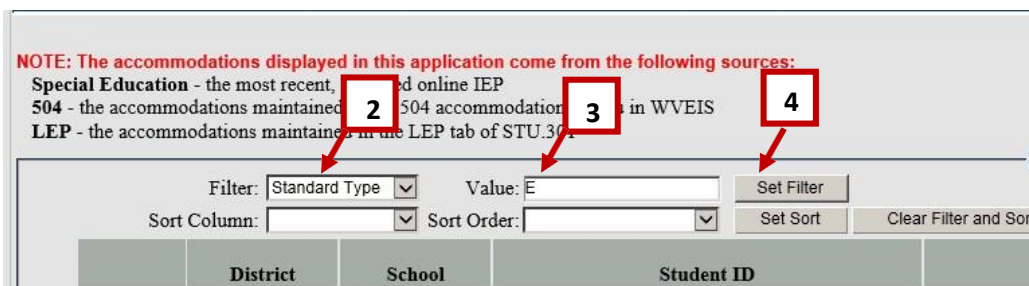 NOTE: The accommodations displayed in this application come from the following sources:
Special Education - the most recent, ed online IEP
504 - the accommodations maintained 504 accommodation in WVEIS
LEP - the accommodations maintained in the LEP tab of STU.301
2
3
4
Filter: Standard Type Value: E Set Filter
Sort Column: Sort Order: Set Sort Clear Filter and Sor
District School Student ID